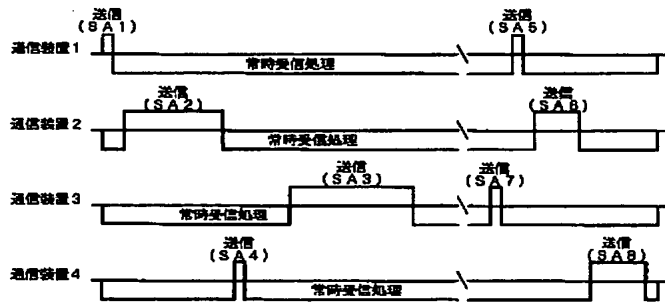 送信
(SA1)
送信
(SA5)
通信装置1
常時受信処理
送信
(SA2)
送信
(SA6)
通信装置2
常時受信処理
送信
(SA3)
送信
(SA7)
通信装置3
常時受信処理
送信
(SA4)
送信
(SA8)
通信装置4
常時受信処理